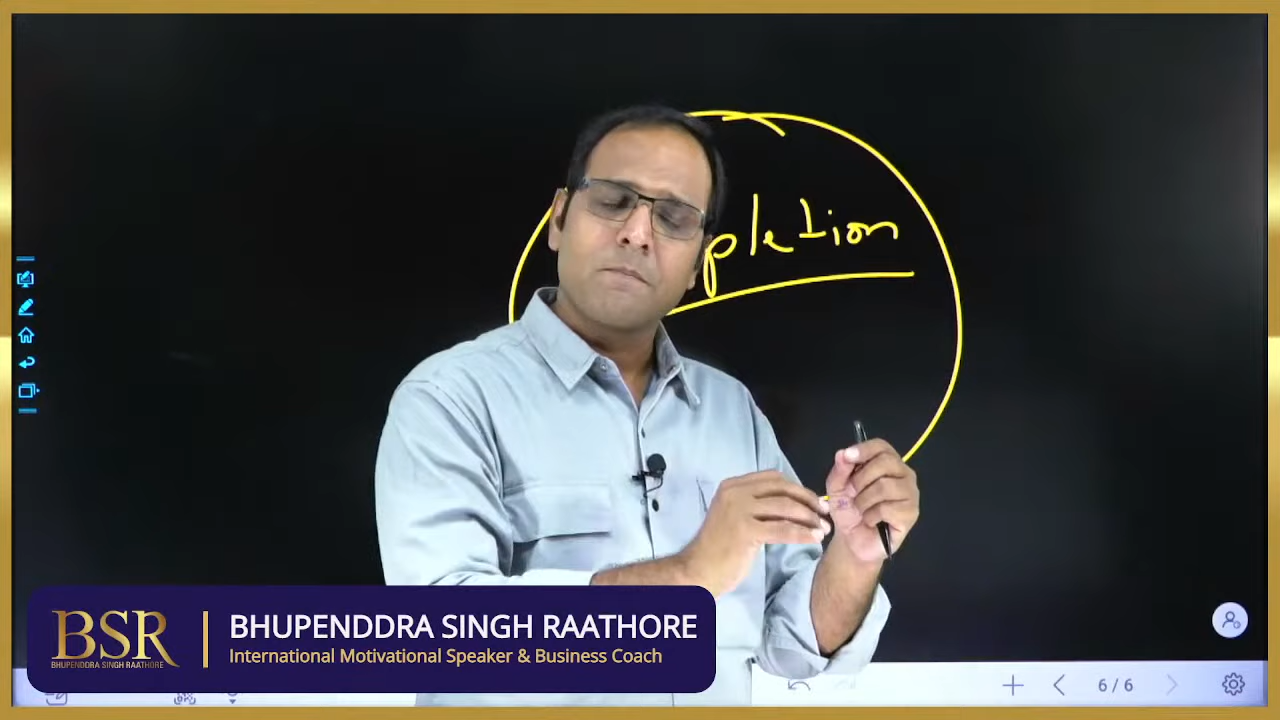 pletion
BSR
BHUPENDDRA SINGH RAATHORE
BHUPENDDRA SINGH RAATHORE
International Motivational Speaker & Business Coach
6/6